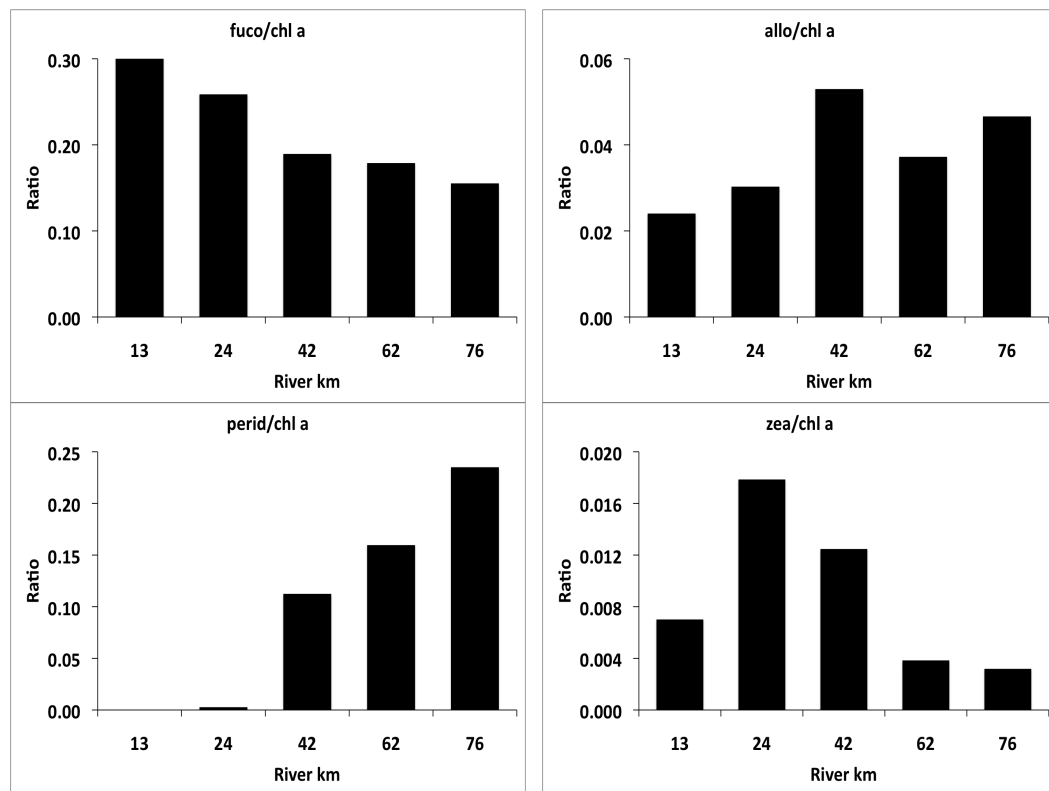 fuco/chl a
0.30
0.20
0.10
0.00
Ratio
13 24 42 62 76
River km
allo/chl a
0.06
0.04
0.02
0.00
Ratio
13 24 42 62 76
River km
perid/chl a
0.25
0.20
0.15
0.10
0.05
0.00
Ratio
13 24 42 62 76
River km
zea/chl a
0.020
0.016
0.012
0.008
0.004
0.000
Ratio
13 24 42 62 76
River km